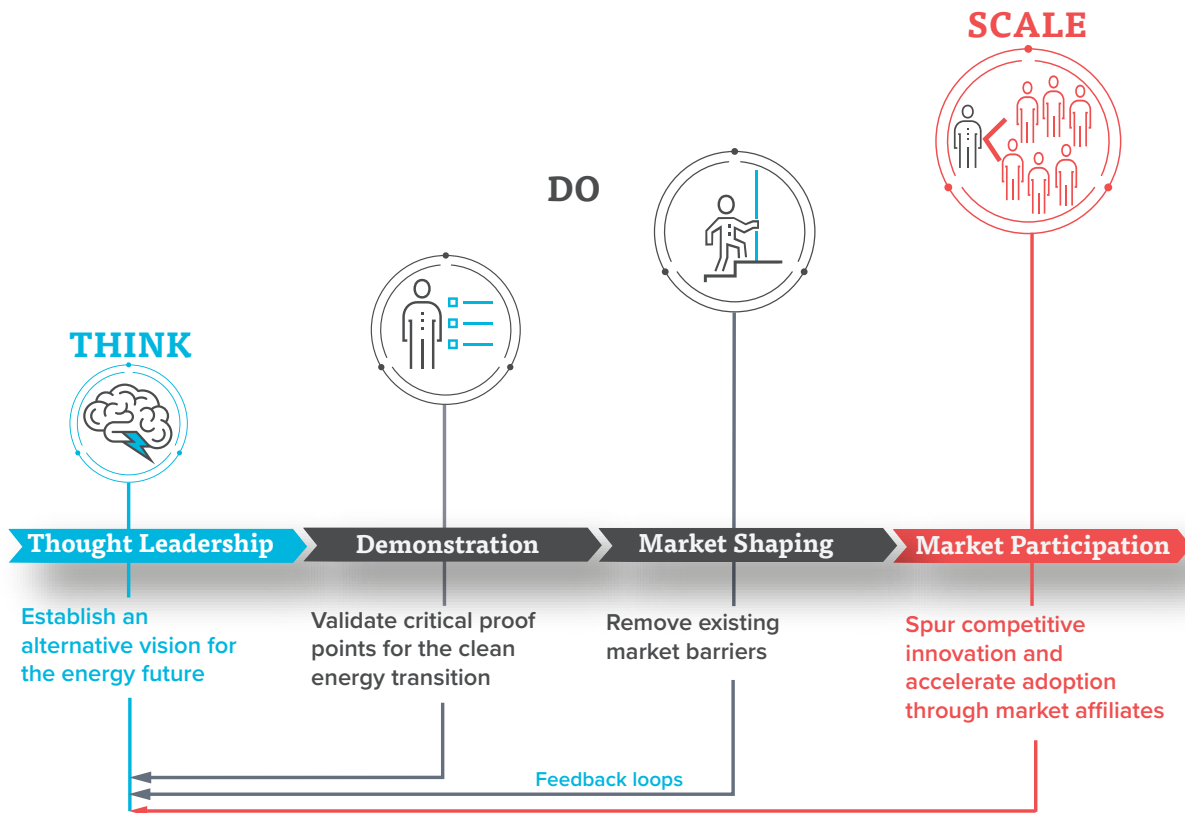 SCALE
DO
THINK
Thought Leadership
Demonstration
Market Shaping
Market Participation
Establish an
alternative vision for
the energy future
Validate critical proof
points for the clean
energy transition
Remove existing
market barriers
Spur competitive
innovation and
accelerate adoption
through market affiliates
Feedback loops